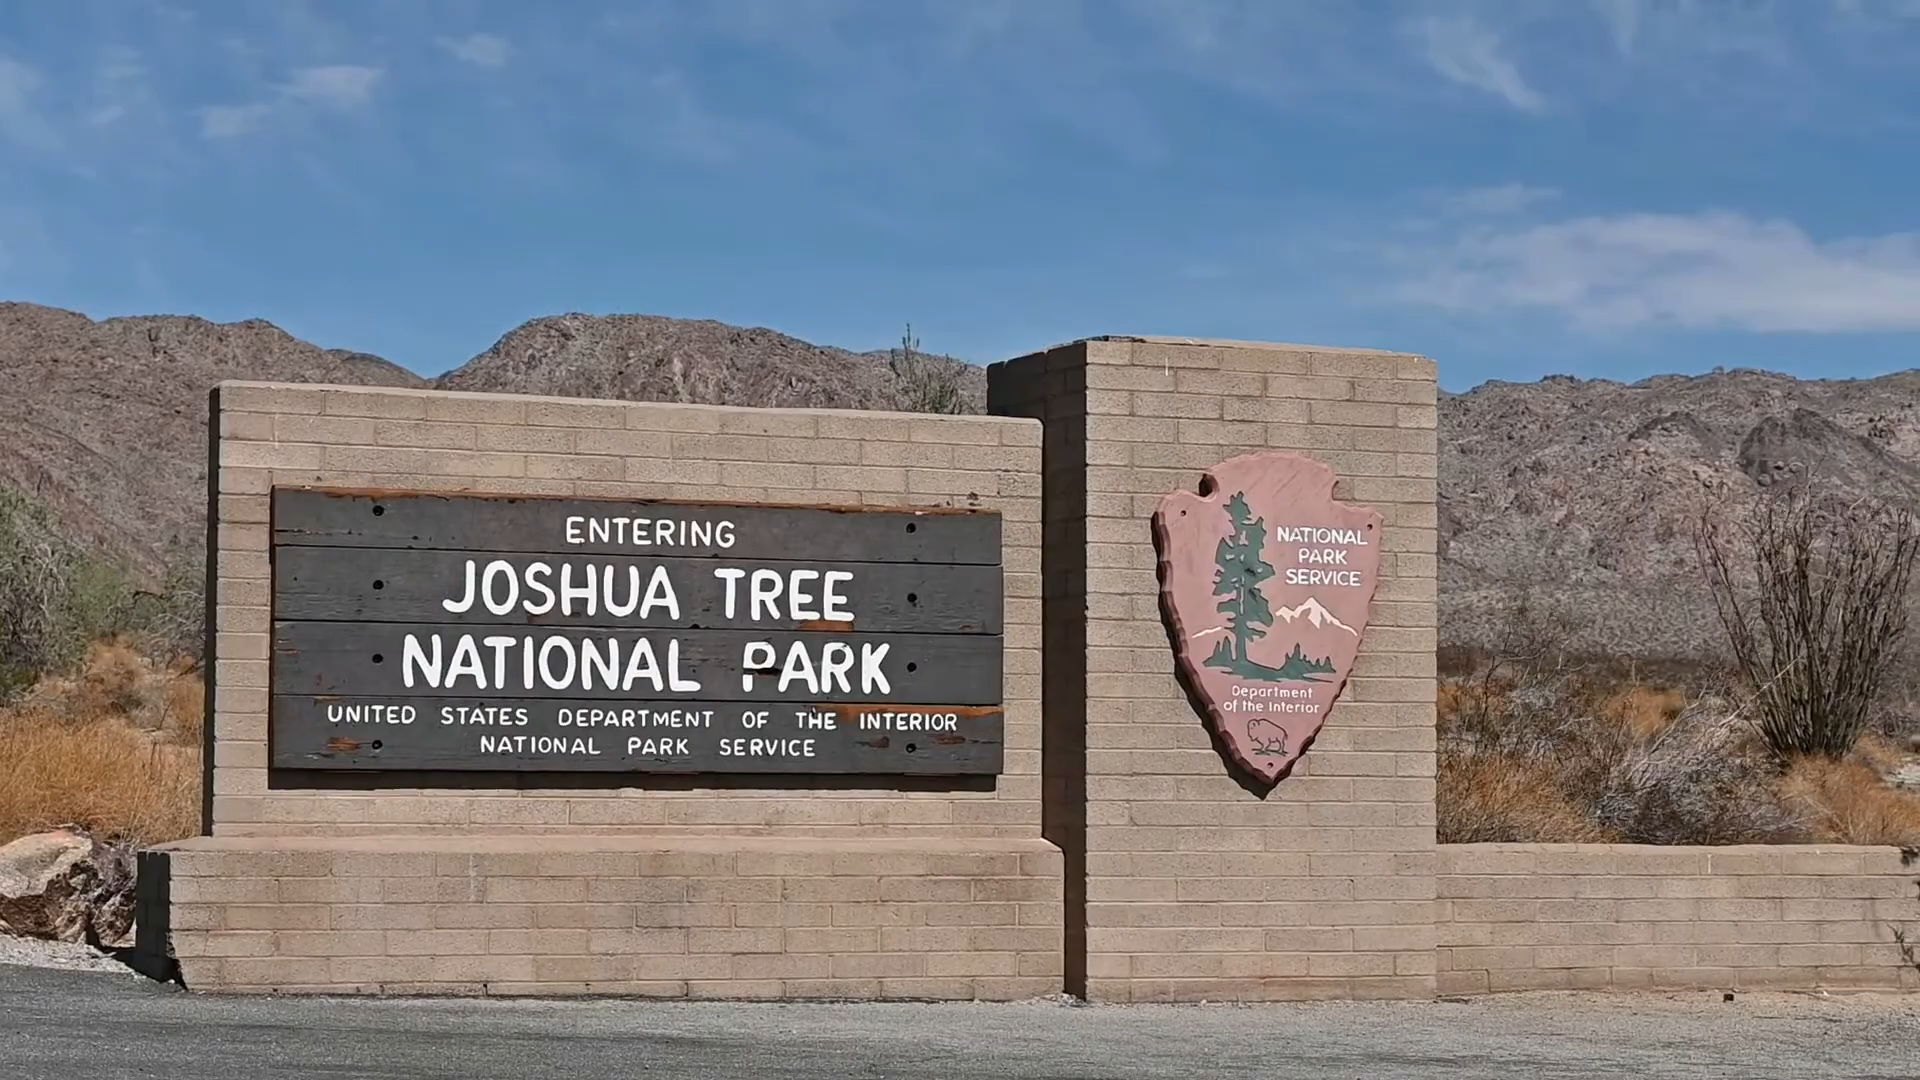 ENTERING
JOSHUA TREE
NATIONAL PARK
UNITED STATES DEPARTMENT OF THE INTERIOR
NATIONAL PARK SERVICE
NATIONAL
PARK
SERVICE
Department
of the Interior